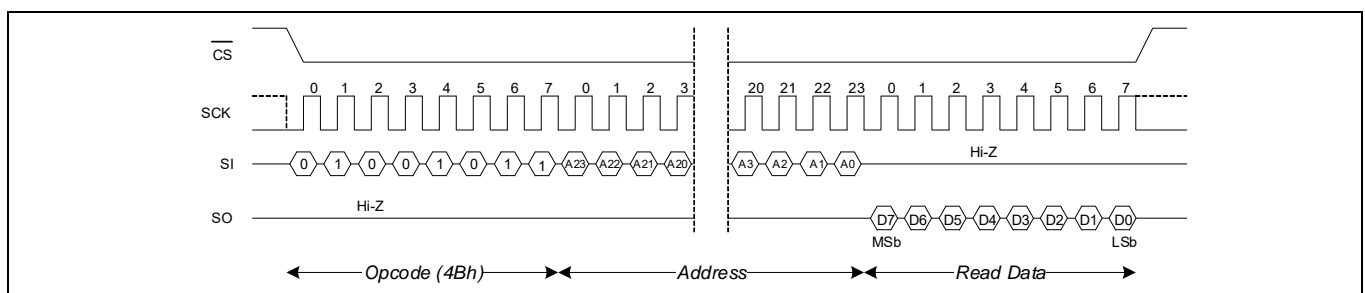 CS
0 1 2 3 4 5 6 7 0 1 2 3 20 21 22 23 0 1 2 3 4 5 6 7
SCK
SI 0 1 0 0 1 0 1 1 A23 A22 A21 A20 A3 A2 A1 A0 Hi-Z
SO Hi-Z D7 D6 D5 D4 D3 D2 D1 D0
MSb LSb
Opcode (4Bh) Address Read Data